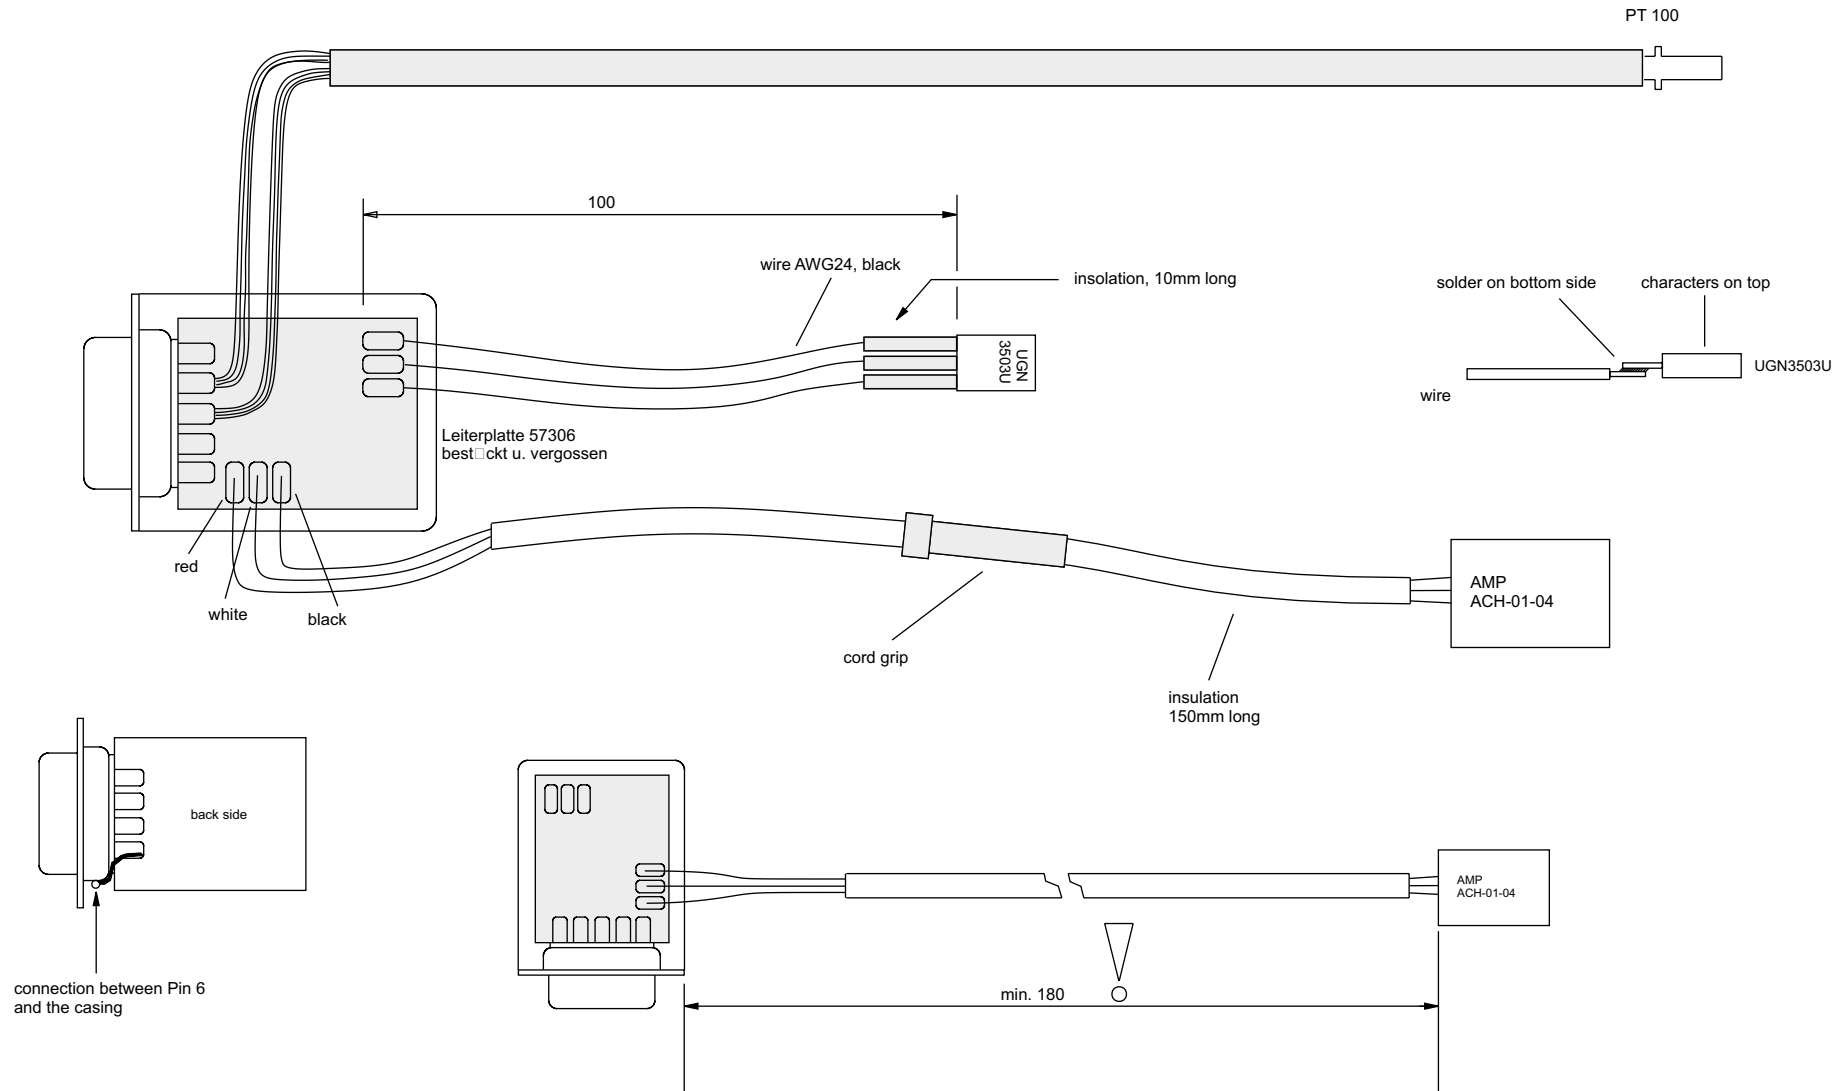 PT 100
100
wire AWG24, black
insolation, 10mm long
solder on bottom side
characters on top
UGN
3503U
UGN3503U
wire
Leiterplatte 57306
best□ckt u. vergossen
red
white
black
AMP
ACH-01-04
cord grip
insulation
150mm long
back side
connection between Pin 6
and the casing
AMP
ACH-01-04
min. 180